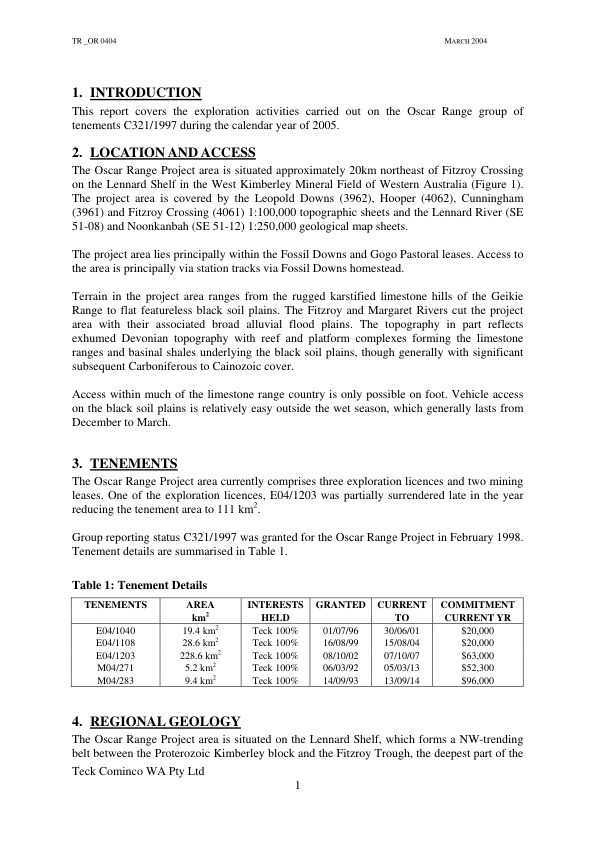 TR _OR 0404 MARCH 2004
1. INTRODUCTION
This report covers the exploration activities carried out on the Oscar Range group of
tenements C321/1997 during the calendar year of 2005.
2. LOCATION AND ACCESS
The Oscar Range Project area is situated approximately 20km northeast of Fitzroy Crossing
on the Lennard Shelf in the West Kimberley Mineral Field of Western Australia (Figure 1).
The project area is covered by the Leopold Downs (3962), Hooper (4062), Cunningham
(3961) and Fitzroy Crossing (4061) 1:100,000 topographic sheets and the Lennard River (SE
51-08) and Noonkanbah (SE 51-12) 1:250,000 geological map sheets.
The project area lies principally within the Fossil Downs and Gogo Pastoral leases. Access to
the area is principally via station tracks via Fossil Downs homestead.
Terrain in the project area ranges from the rugged karstified limestone hills of the Geikie
Range to flat featureless black soil plains. The Fitzroy and Margaret Rivers cut the project
area with their associated broad alluvial flood plains. The topography in part reflects
exhumed Devonian topography with reef and platform complexes forming the limestone
ranges and basinal shales underlying the black soil plains, though generally with significant
subsequent Carboniferous to Cainozoic cover.
Access within much of the limestone range country is only possible on foot. Vehicle access
on the black soil plains is relatively easy outside the wet season, which generally lasts from
December to March.
3. TENEMENTS
The Oscar Range Project area currently comprises three exploration licences and two mining
leases. One of the exploration licences, E04/1203 was partially surrendered late in the year
reducing the tenement area to 111 km².
Group reporting status C321/1997 was granted for the Oscar Range Project in February 1998.
Tenement details are summarised in Table 1.
Table 1: Tenement Details
TENEMENTS AREA INTERESTS GRANTED CURRENT COMMITMENT
km² HELD TO CURRENT YR
E04/1040 19.4 km² Teck 100% 01/07/96 30/06/01 $20,000
E04/1108 28.6 km² Teck 100% 16/08/99 15/08/04 $20,000
E04/1203 228.6 km² Teck 100% 08/10/02 07/10/07 $63,000
M04/271 5.2 km² Teck 100% 06/03/92 05/03/13 $52,300
M04/283 9.4 km² Teck 100% 14/09/93 13/09/14 $96,000
4. REGIONAL GEOLOGY
The Oscar Range Project area is situated on the Lennard Shelf, which forms a NW-trending
belt between the Proterozoic Kimberley block and the Fitzroy Trough, the deepest part of the
Teck Cominco WA Pty Ltd
1